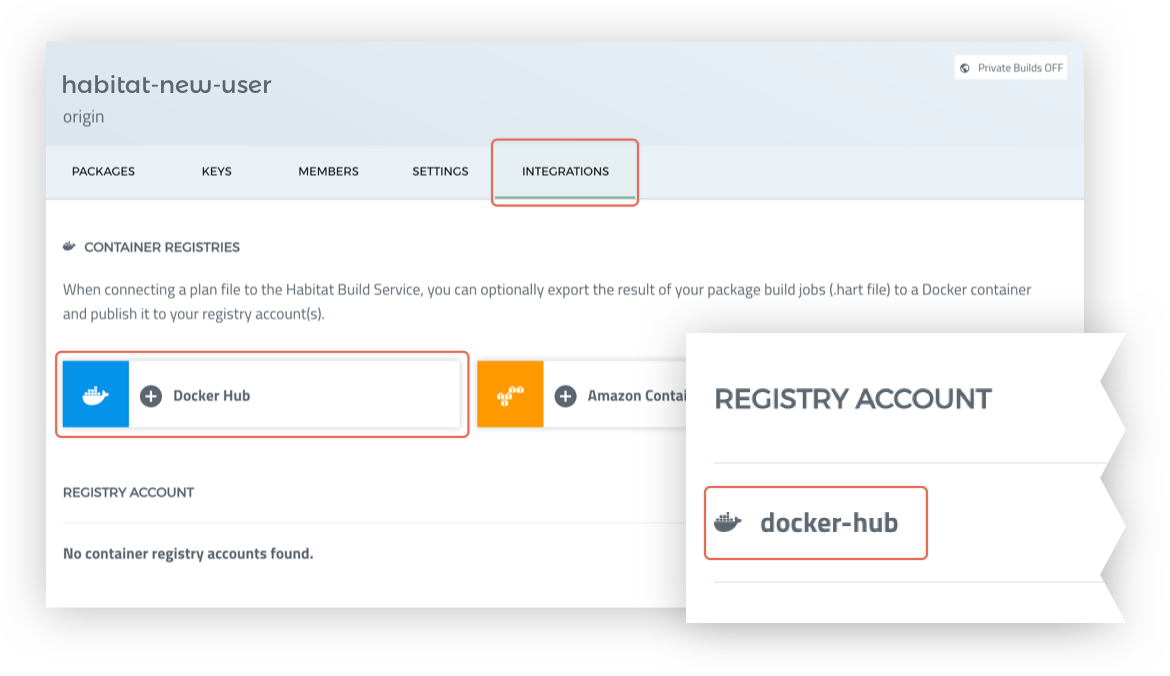 habitat-new-user
origin
Private Builds OFF
PACKAGES KEYS MEMBERS SETTINGS INTEGRATIONS
CONTAINER REGISTRIES
When connecting a plan file to the Habitat Build Service, you can optionally export the result of your package build jobs (.hart file) to a Docker container
and publish it to your registry account(s).
Docker Hub
Amazon
REGISTRY ACCOUNT
No container registry accounts found.
REGISTRY ACCOUNT
docker-hub